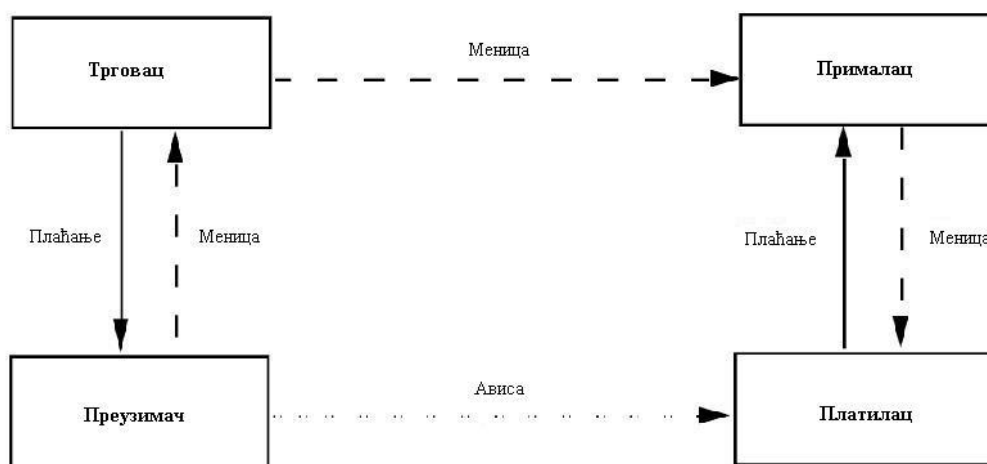 Меница
Трговац
Прималац
Плаћање
Меница
Плаћање
Меница
Ависа
Преузимач
Платилац